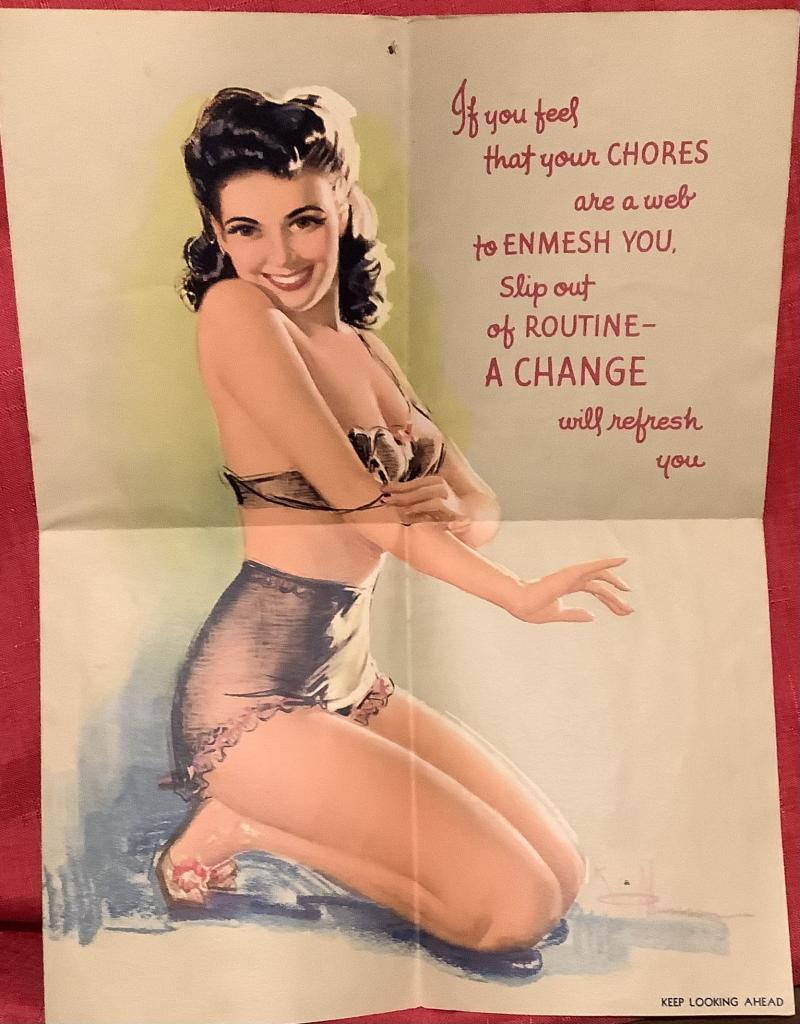 If you feel
that your CHORES
are a web
to ENMESH YOU,
Slip out
of ROUTINE-
A CHANGE
will refresh
you
KEEP LOOKING AHEAD